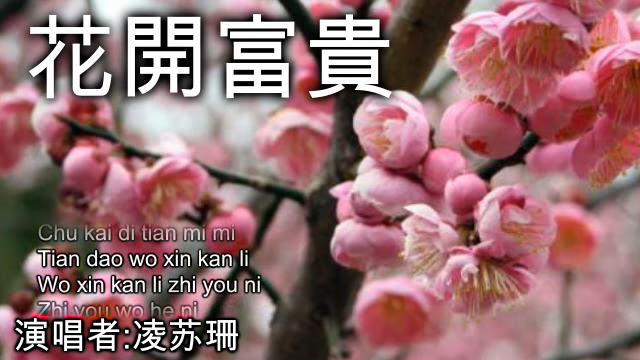 花開富貴
Chu kai di tian mi mi
Tian dao wo xin kan li
Wo xin kan li zhi you ni
Zhi you wo he ni
演唱者:凌苏珊